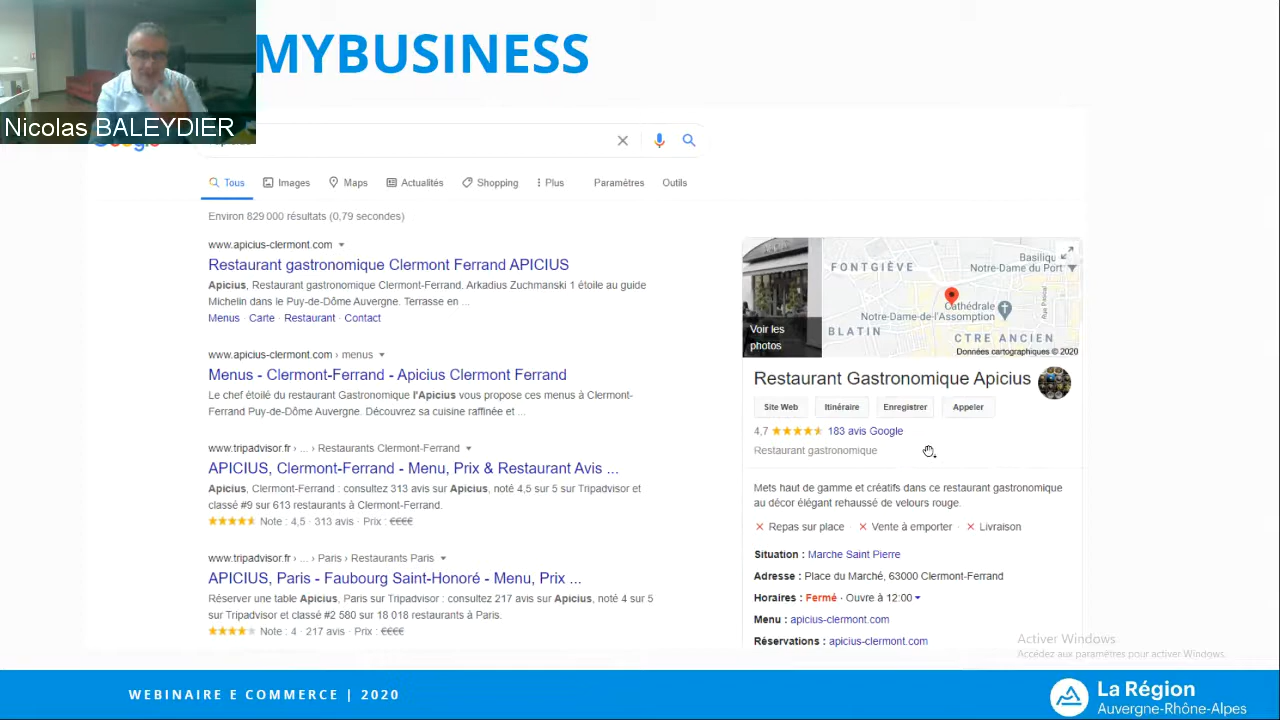 MYBUSINESS
Nicolas BALEYDIER
Tous
Images
Maps
Actualités
Shopping
Plus
Paramètres
Outils
Environ 829 000 résultats (0,79 secondes)
www.apicius-clermont.com
Restaurant gastronomique Clermont Ferrand APICIUS
Apicius, Restaurant gastronomique Clermont-Ferrand. Arkadius Zuchmanski 1 étoile au guide
Michelin dans le Puy-de-Dôme Auvergne. Terrasse en ...
Menus · Carte · Restaurant · Contact
www.apicius-clermont.com › menus
Menus - Clermont-Ferrand - Apicius Clermont Ferrand
Le chef étoilé du restaurant Gastronomique l'Apicius vous propose ces menus à Clermont-
Ferrand Puy-de-Dôme Auvergne. Découvrez sa cuisine raffinée et ...
www.tripadvisor.fr › ... › Restaurants Clermont-Ferrand
APICIUS, Clermont-Ferrand - Menu, Prix & Restaurant Avis ...
Apicius, Clermont-Ferrand : consultez 313 avis sur Apicius, noté 4,5 sur 5 sur Tripadvisor et
classé #9 sur 613 restaurants à Clermont-Ferrand.
Note : 4,5 · 313 avis · Prix : €€€€
www.tripadvisor.fr › ... › Paris › Restaurants Paris
APICIUS, Paris - Faubourg Saint-Honoré - Menu, Prix ...
Réserver une table Apicius, Paris sur Tripadvisor : consultez 217 avis sur Apicius, noté 4 sur 5
sur Tripadvisor et classé #2 580 sur 18 018 restaurants à Paris.
Note : 4 · 217 avis · Prix : €€€€
FONTGIÈVE
Basiliqu
Notre-Dame du Port
Cathédrale
Notre-Dame-de-l'Assomption
BLATIN
CTRE ANCIEN
Rue Pascal
Données cartographiques © 2020
Voir les
photos
Restaurant Gastronomique Apicius
Site Web
Itinéraire
Enregistrer
Appeler
4,7
183 avis Google
Restaurant gastronomique
Mets haut de gamme et créatifs dans ce restaurant gastronomique
au décor élégant rehaussé de velours rouge.
Repas sur place · Vente à emporter · Livraison
Situation : Marche Saint Pierre
Adresse : Place du Marché, 63000 Clermont-Ferrand
Horaires : Fermé · Ouvre à 12:00
Menu : apicius-clermont.com
Réservations : apicius-clermont.com
Activer Windows
Accédez aux paramètres pour activer Windows.
WEBINAIRE E COMMERCE | 2020
La Région
Auvergne-Rhône-Alpes